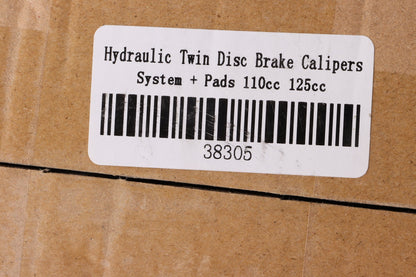 Hydraulic Twin Disc Brake Calipers
System + Pads 110cc 125cc
38305